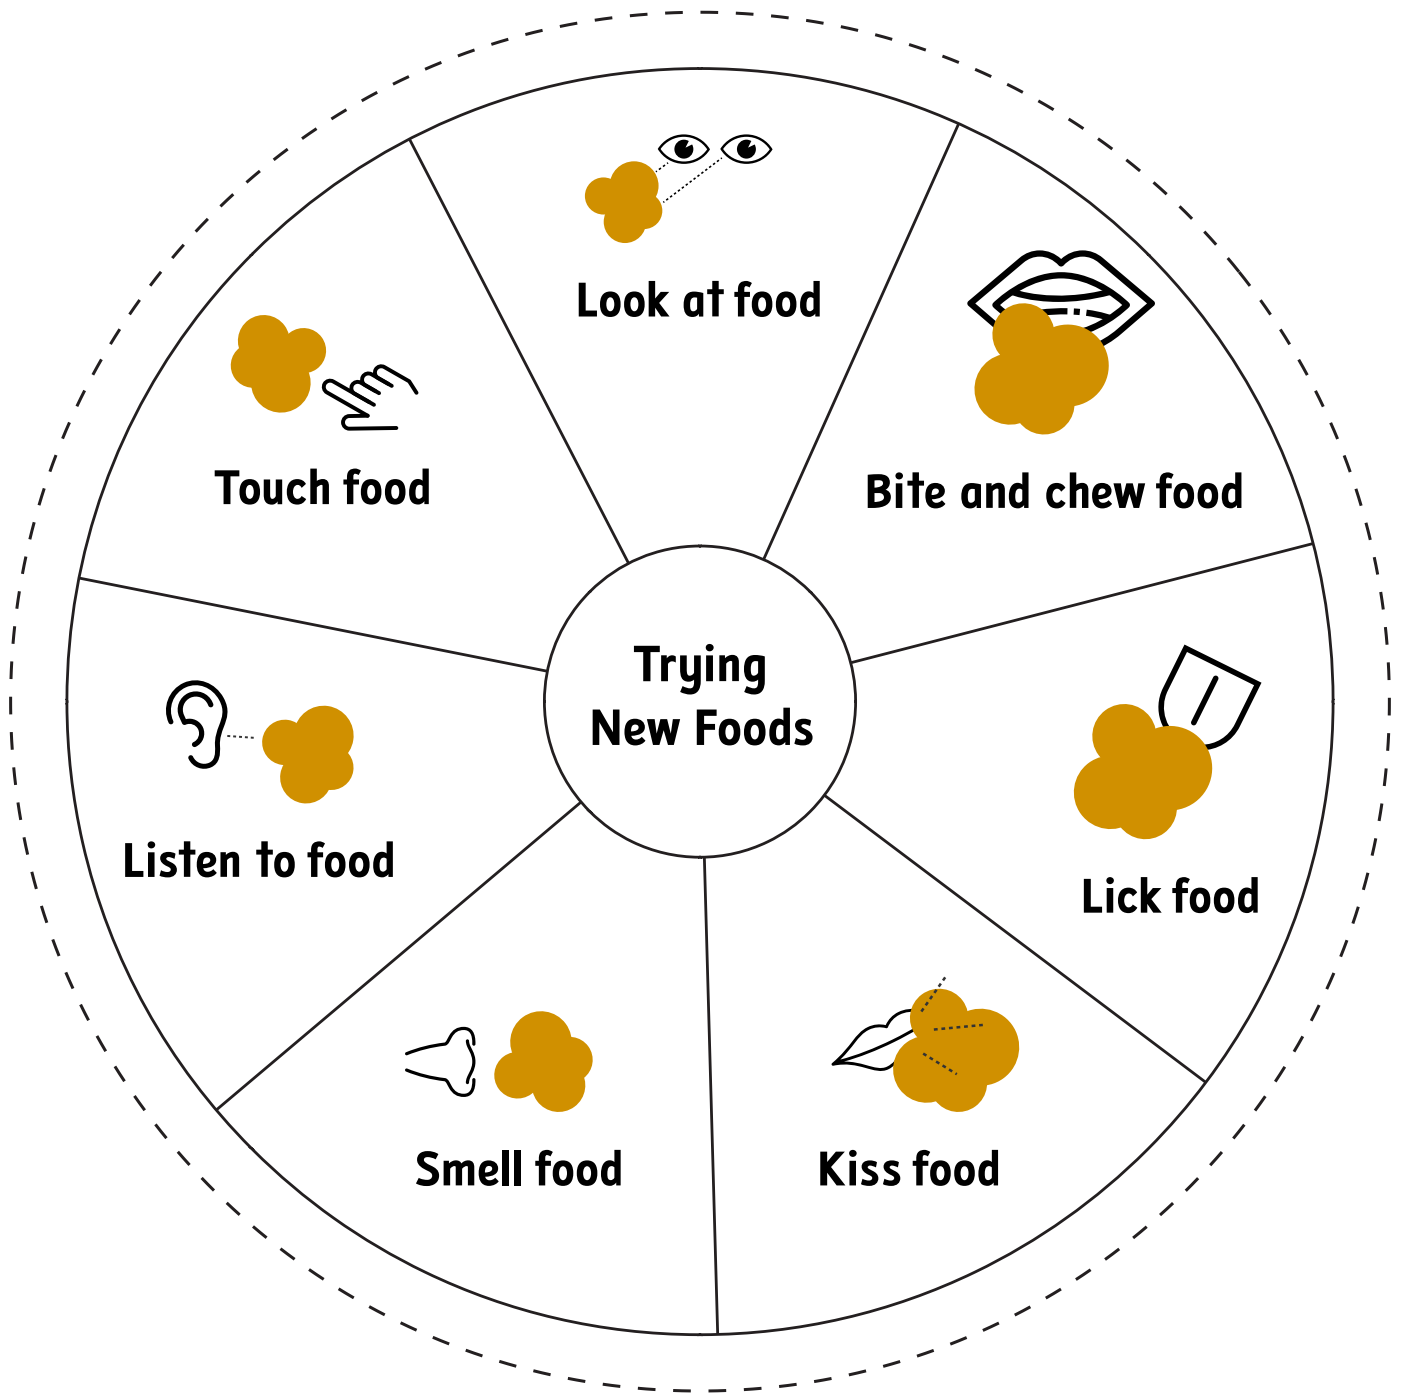 Look at food
Bite and chew food
Touch food
Trying
New Foods
Listen to food
Lick food
Smell food
Kiss food